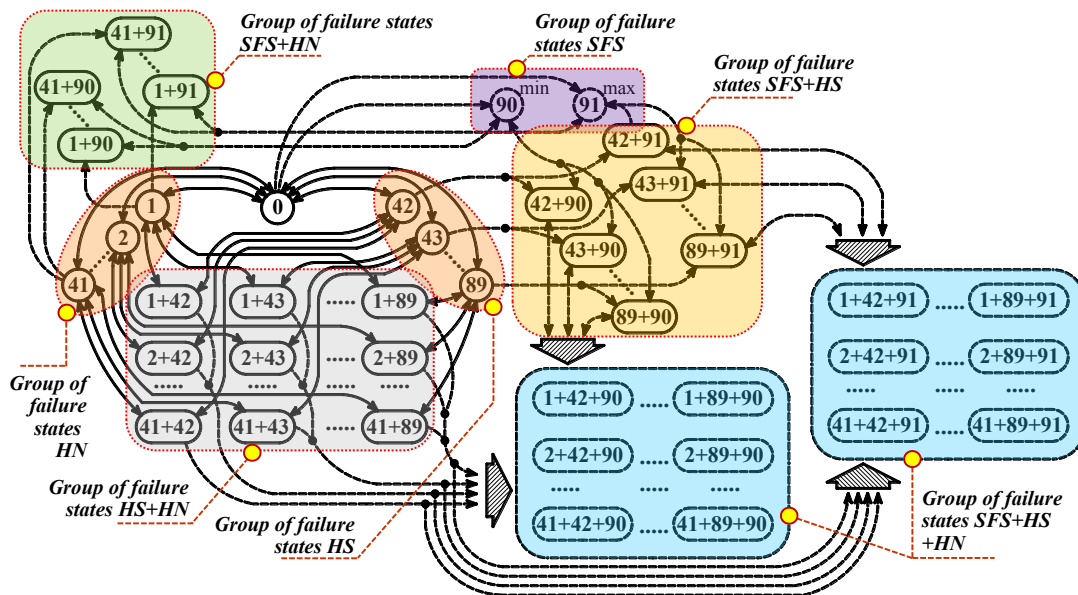 Group of failure states
SFS+HN
Group of failure
states SFS
Group of failure
states SFS+HS
41+91
41+90
1+91
1+90
90 min
91 max
42+91
43+91
42+90
43+90
89+91
89+90
0
1
2
41
42
43
89
1+42
1+43
.....
1+89
2+42
2+43
.....
2+89
.....
.....
.....
41+42
41+43
.....
41+89
1+42+91
.....
1+89+91
2+42+91
.....
2+89+91
.....
.....
41+42+91
.....
41+89+91
1+42+90
.....
1+89+90
2+42+90
.....
2+89+90
.....
.....
.....
41+42+90
.....
41+89+90
Group of
failure
states
HN
Group of failure
states HS+HN
Group of failure
states HS
Group of failure
states SFS+HS
+HN